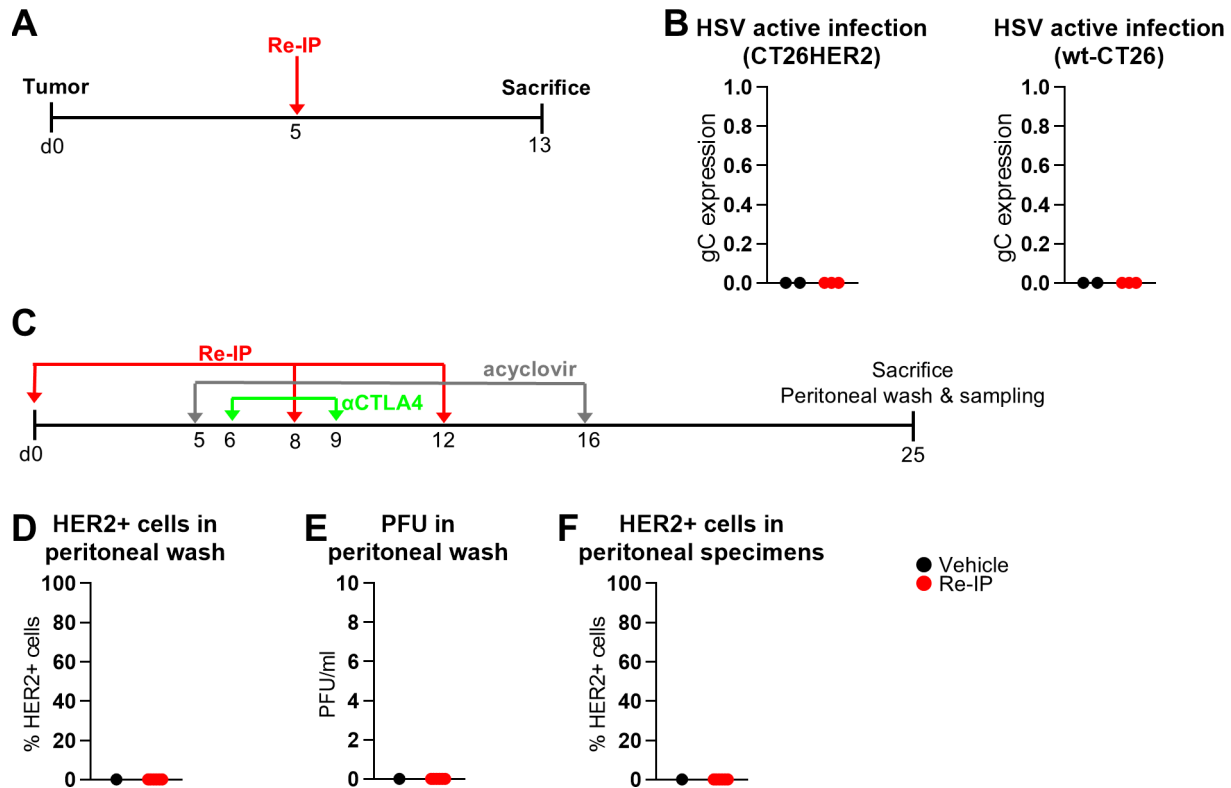 A
Re-IP
Tumor
Sacrifice
d0
5
13
B
HSV active infection
(CT26HER2)
gC expression
1.0
0.8
0.6
0.4
0.2
0.0
HSV active infection
(wt-CT26)
gC expression
1.0
0.8
0.6
0.4
0.2
0.0
C
Re-IP
acyclovir
αCTLA4
Sacrifice
Peritoneal wash & sampling
d0
5
6
8
9
12
16
25
D
HER2+ cells in
peritoneal wash
% HER2+ cells
100
80
60
40
20
0
E
PFU in
peritoneal wash
PFU/ml
10
8
6
4
2
0
F
HER2+ cells in
peritoneal specimens
% HER2+ cells
100
80
60
40
20
0
Vehicle
Re-IP